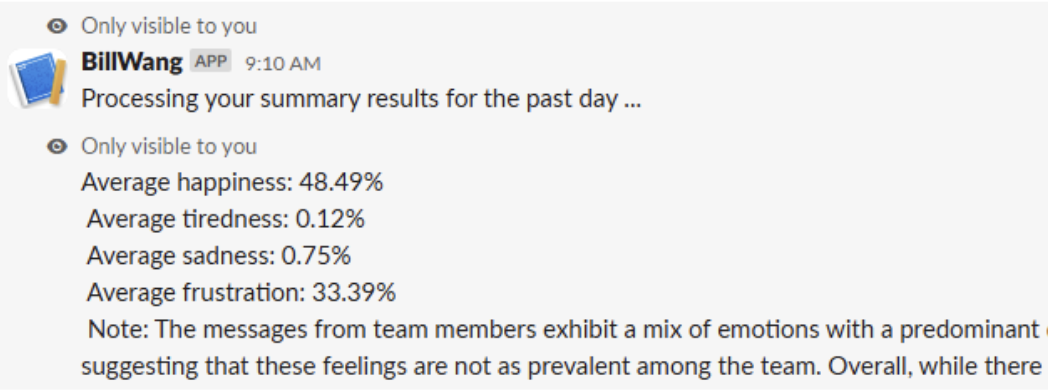 Only visible to you
BillWang APP 9:10 AM
Processing your summary results for the past day ...
Only visible to you
Average happiness: 48.49%
Average tiredness: 0.12%
Average sadness: 0.75%
Average frustration: 33.39%
Note: The messages from team members exhibit a mix of emotions with a predominant
suggesting that these feelings are not as prevalent among the team. Overall, while there